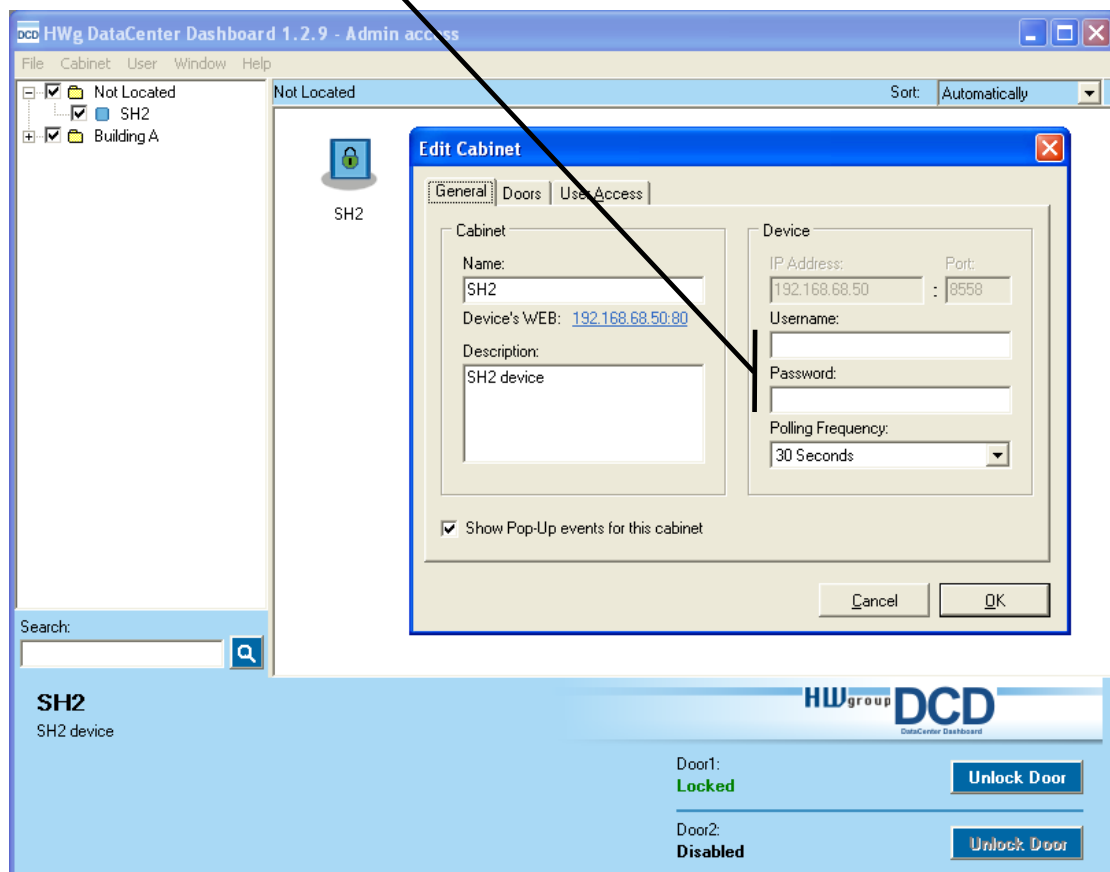 DCD HWg DataCenter Dashboard 1.2.9 - Admin access
File Cabinet User Window Help
Not Located
SH2
Building A
Not Located Sort: Automatically
SH2
Edit Cabinet
General Doors User Access
Cabinet
Name:
SH2
Device's WEB: 192.168.68.50:80
Description:
SH2 device
Device
IP Address: Port:
192.168.68.50 : 8558
Username:
Password:
Polling Frequency:
30 Seconds
Show Pop-Up events for this cabinet
Cancel OK
Search:
SH2
SH2 device
HWgroup DCD
DataCenter Dashboard
Door1:
Locked
Unlock Door
Door2:
Disabled
Unlock Door